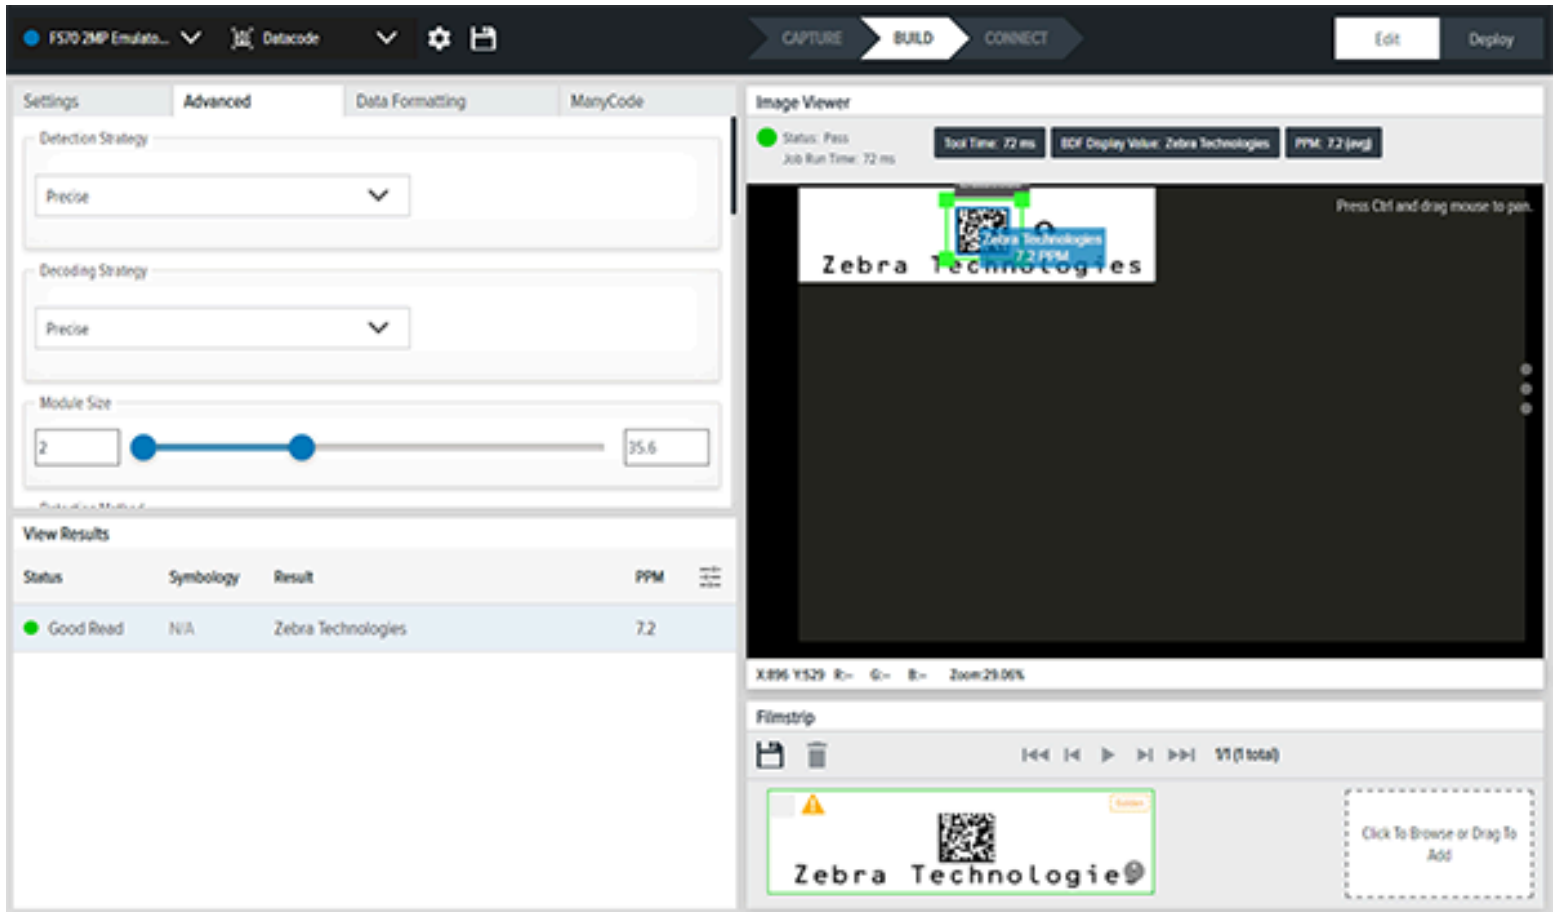 FS70 2MP Emulato... Datacode CAPTURE BUILD CONNECT Edit Deploy
Settings Advanced Data Formatting ManyCode
Detection Strategy
Precise
Decoding Strategy
Precise
Module Size
2 35.6
Detection Method
View Results
Status Symbology Result PPM
Good Read N/A Zebra Technologies 7.2
Image Viewer
Status: Pass
Job Run Time: 72 ms
Tool Time: 72 ms EDF Display Value: Zebra Technologies PPM: 7.2 (avg)
Press Ctrl and drag mouse to pan.
Zebra Technologies
7.2 PPM
Zebra Technologies
X:896 Y:529 R:-- G:-- B:-- Zoom:29.06%
Filmstrip
1/1 (1 total)
Zebra Technologie
Click To Browse or Drag To
Add